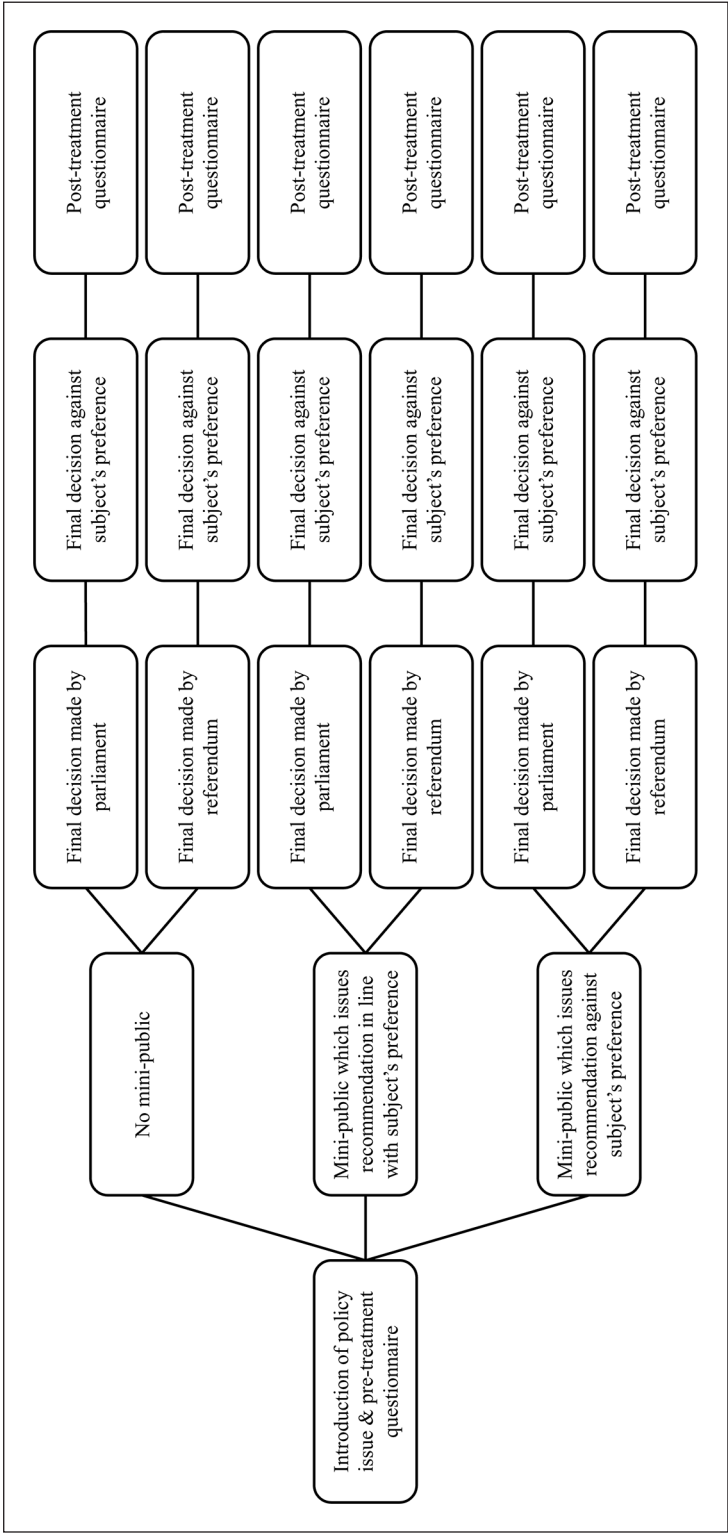 Introduction of policy
issue & pre-treatment
questionnaire
No mini-public
Mini-public which issues
recommendation in line
with subject’s preference
Mini-public which issues
recommendation against
subject’s preference
Final decision made by
parliament
Final decision made by
referendum
Final decision made by
parliament
Final decision made by
referendum
Final decision made by
parliament
Final decision made by
referendum
Final decision against
subject’s preference
Final decision against
subject’s preference
Final decision against
subject’s preference
Final decision against
subject’s preference
Final decision against
subject’s preference
Final decision against
subject’s preference
Post-treatment
questionnaire
Post-treatment
questionnaire
Post-treatment
questionnaire
Post-treatment
questionnaire
Post-treatment
questionnaire
Post-treatment
questionnaire